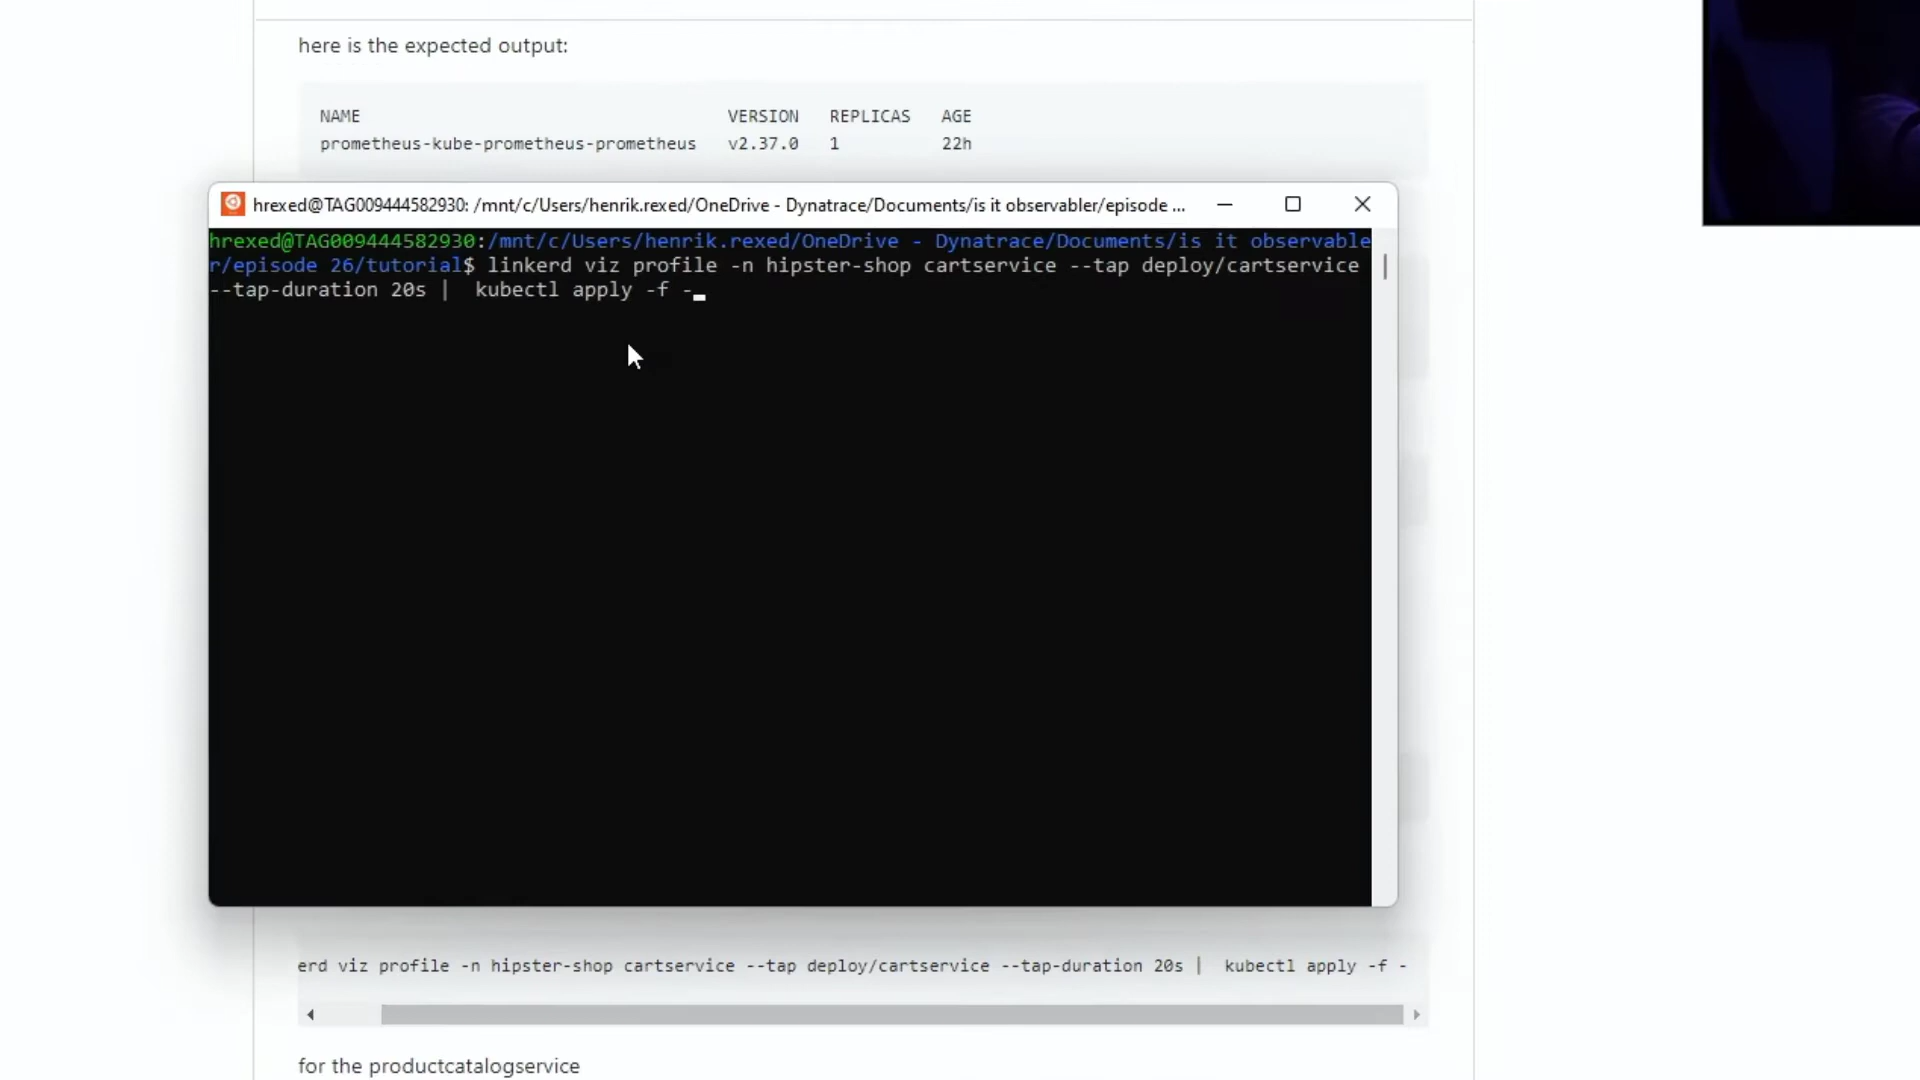 here is the expected output:
NAME VERSION REPLICAS AGE
prometheus-kube-prometheus-prometheus v2.37.0 1 22h
hrexed@TAG009444582930: /mnt/c/Users/henrik.rexed/OneDrive - Dynatrace/Documents/is it observabler/episode ...
hrexed@TAG009444582930:/mnt/c/Users/henrik.rexed/OneDrive - Dynatrace/Documents/is it observable
r/episode 26/tutorial$ linkerd viz profile -n hipster-shop cartservice --tap deploy/cartservice
--tap-duration 20s |  kubectl apply -f -
erd viz profile -n hipster-shop cartservice --tap deploy/cartservice --tap-duration 20s |  kubectl apply -f -
for the productcatalogservice